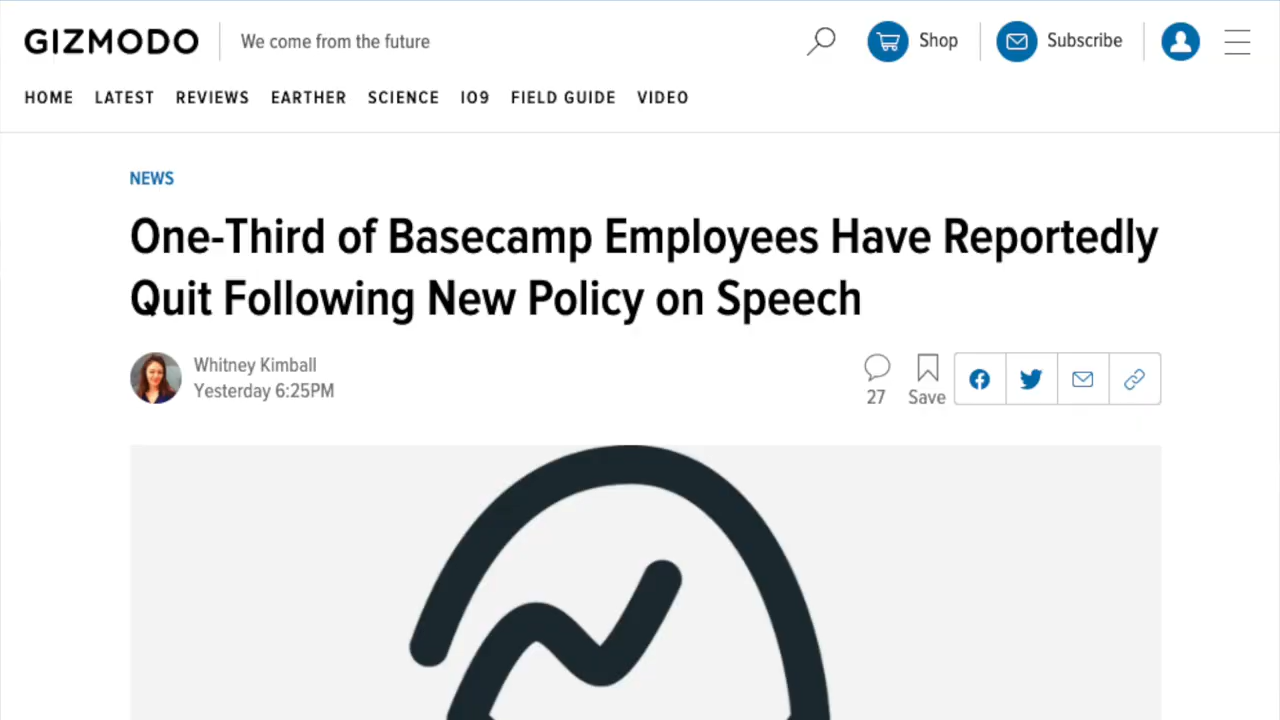 GIZMODO
We come from the future
Shop
Subscribe
HOME LATEST REVIEWS EARTHER SCIENCE IO9 FIELD GUIDE VIDEO
NEWS
One-Third of Basecamp Employees Have Reportedly
Quit Following New Policy on Speech
Whitney Kimball
Yesterday 6:25PM
27
Save